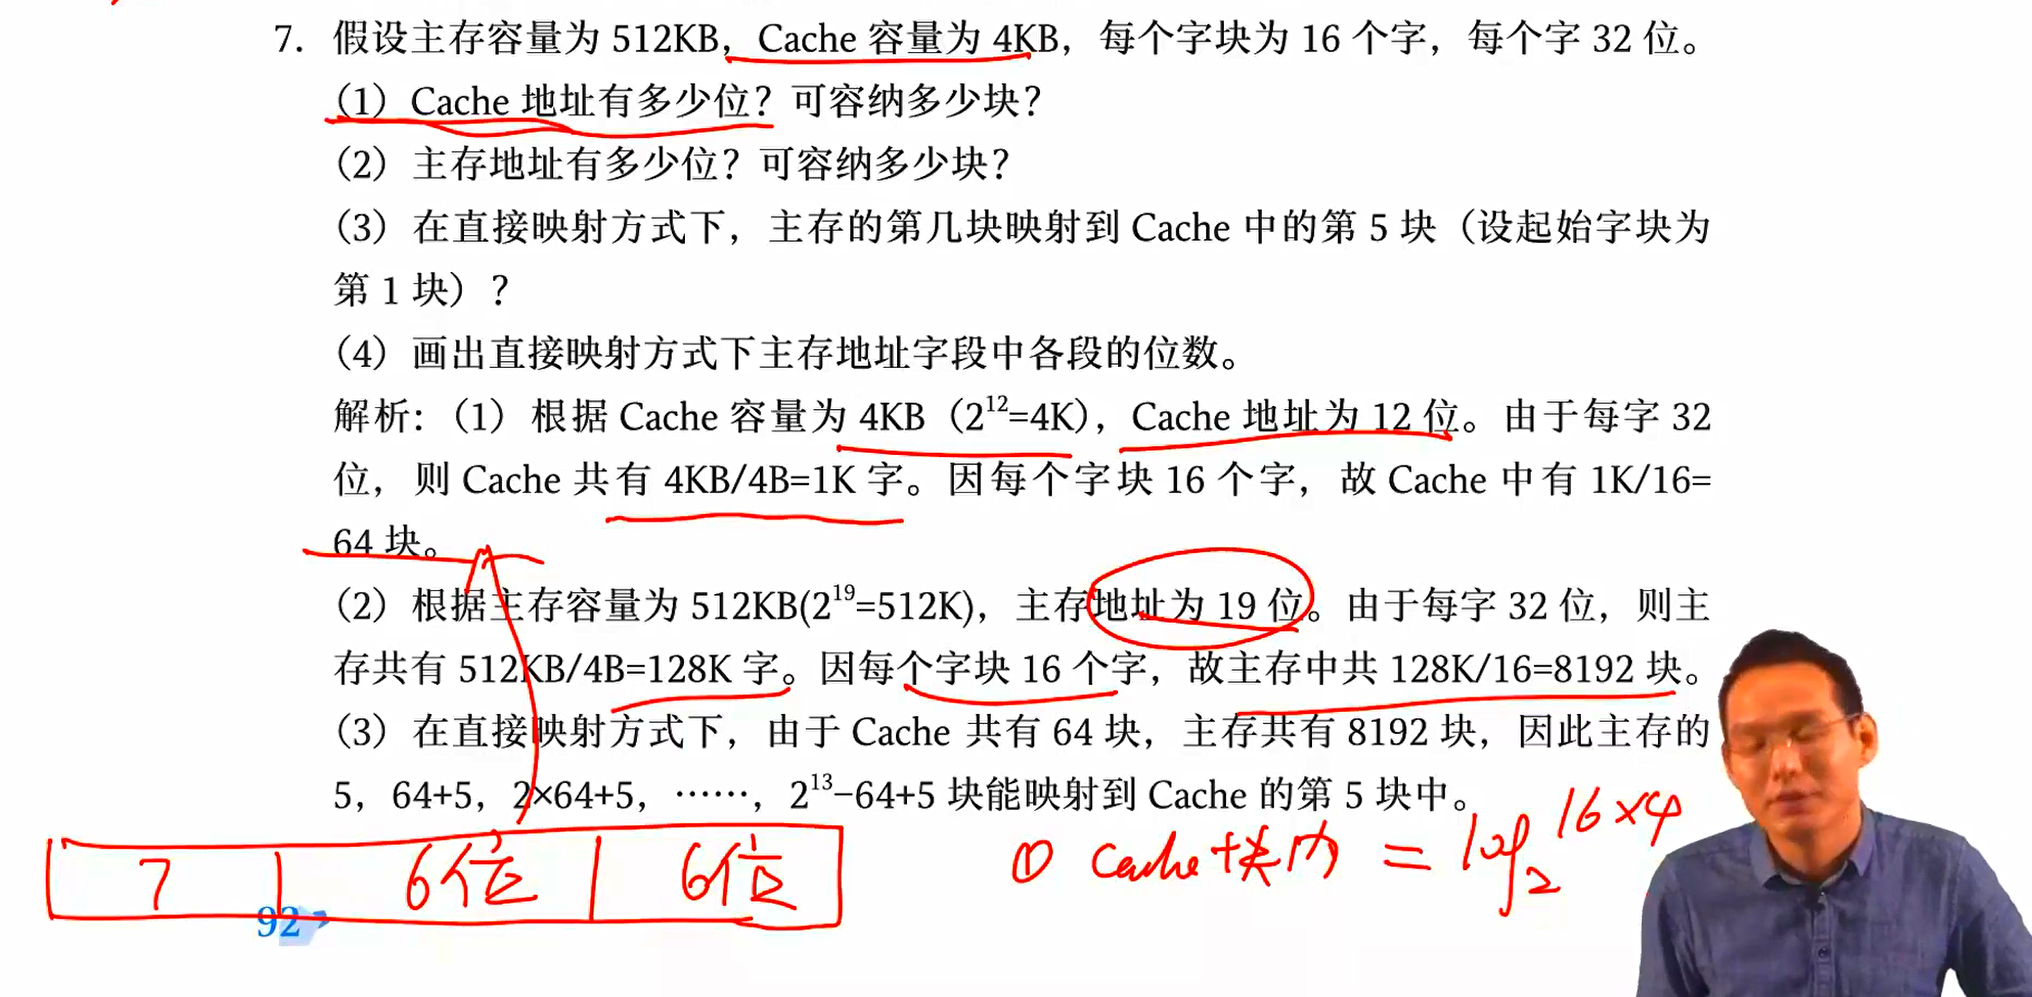 7. 假设主存容量为 512KB，Cache 容量为 4KB，每个字块为 16 个字，每个字 32 位。
（1）Cache 地址有多少位？可容纳多少块？
（2）主存地址有多少位？可容纳多少块？
（3）在直接映射方式下，主存的第几块映射到 Cache 中的第 5 块（设起始字块为
第 1 块）？
（4）画出直接映射方式下主存地址字段中各段的位数。
解析：（1）根据 Cache 容量为 4KB（2¹²=4K），Cache 地址为 12 位。由于每字 32
位，则 Cache 共有 4KB/4B=1K 字。因每个字块 16 个字，故 Cache 中有 1K/16=
64 块。
（2）根据主存容量为 512KB(2¹⁹=512K)，主存地址为 19 位。由于每字 32 位，则主
存共有 512KB/4B=128K 字。因每个字块 16 个字，故主存中共 128K/16=8192 块。
（3）在直接映射方式下，由于 Cache 共有 64 块，主存共有 8192 块，因此主存的
5，64+5，2×64+5，……，2¹³−64+5 块能映射到 Cache 的第 5 块中。
7 6个位 6个位
① Cache 块内 = log₂ 16×4
92